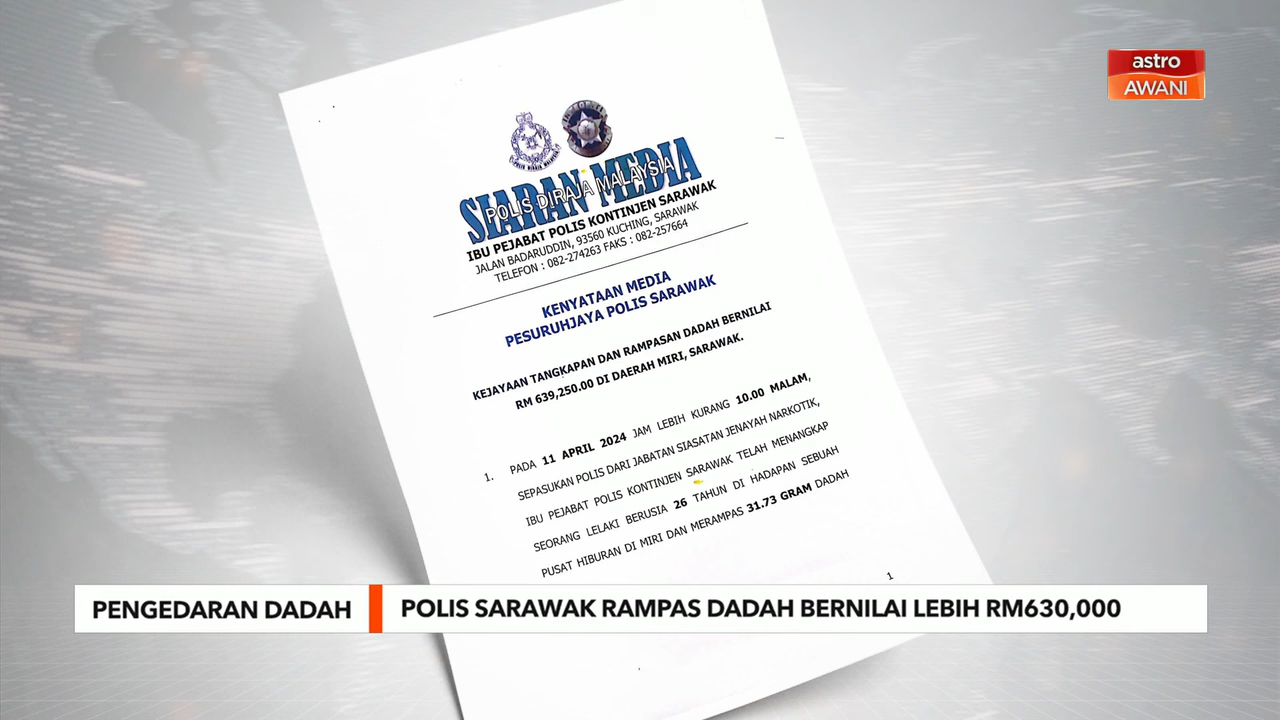 astro
AWANI
SIARAN MEDIA
POLIS DIRAJA MALAYSIA
IBU PEJABAT POLIS KONTINJEN SARAWAK
JALAN BADARUDDIN, 93560 KUCHING, SARAWAK
TELEFON : 082-274263 FAKS : 082-257664
KENYATAAN MEDIA
PESURUHJAYA POLIS SARAWAK
KEJAYAAN TANGKAPAN DAN RAMPASAN DADAH BERNILAI
RM 639,250.00 DI DAERAH MIRI, SARAWAK.
1. PADA 11 APRIL 2024 JAM LEBIH KURANG 10.00 MALAM,
SEPASUKAN POLIS DARI JABATAN SIASATAN JENAYAH NARKOTIK,
IBU PEJABAT POLIS KONTINJEN SARAWAK TELAH MENANGKAP
SEORANG LELAKI BERUSIA 26 TAHUN DI HADAPAN SEBUAH
PUSAT HIBURAN DI MIRI DAN MERAMPAS 31.73 GRAM DADAH
1
PENGEDARAN DADAH
POLIS SARAWAK RAMPAS DADAH BERNILAI LEBIH RM630,000